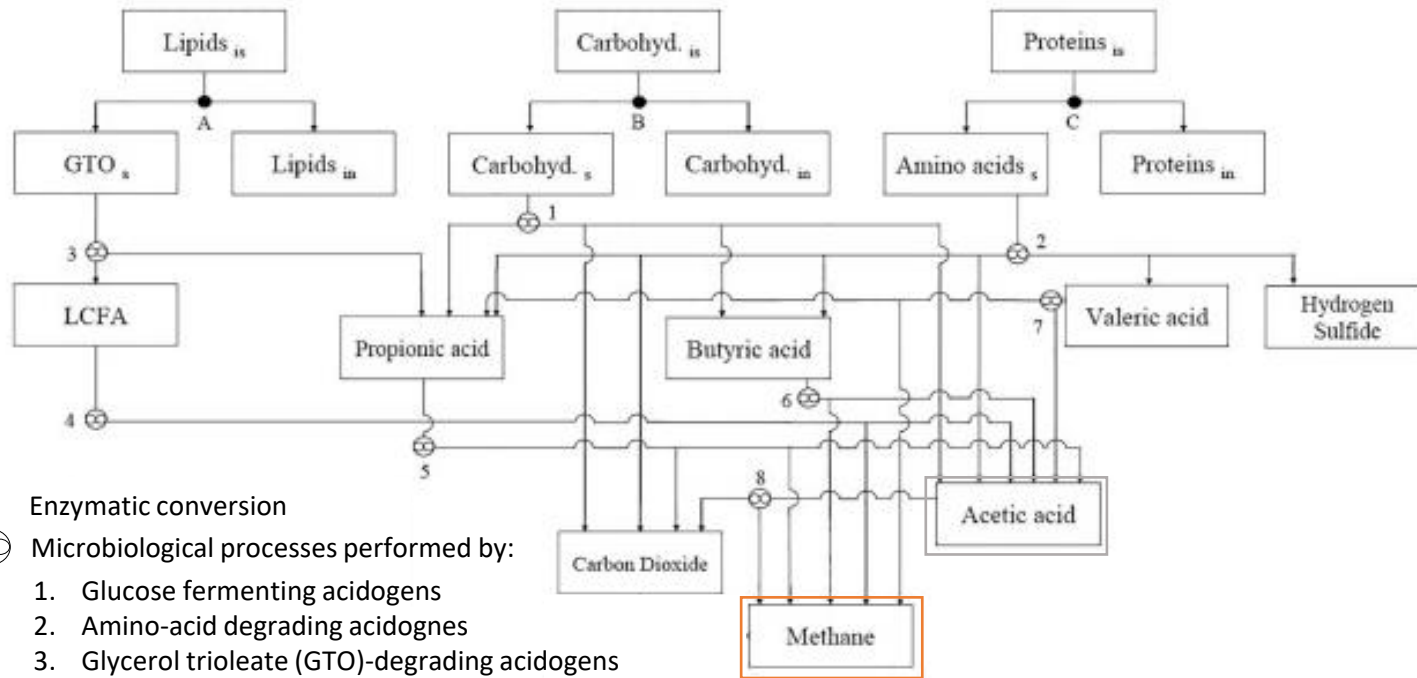 Lipids is
Carbohyd. is
Proteins is
A
B
C
GTO s
Lipids in
Carbohyd. s
Carbohyd. in
Amino acids s
Proteins in
1
2
3
LCFA
Propionic acid
Butyric acid
7
Valeric acid
Hydrogen
Sulfide
6
4
5
8
Acetic acid
Enzymatic conversion
Carbon Dioxide
Microbiological processes performed by:
1. Glucose fermenting acidogens
2. Amino-acid degrading acidognes
3. Glycerol trioleate (GTO)-degrading acidogens
Methane